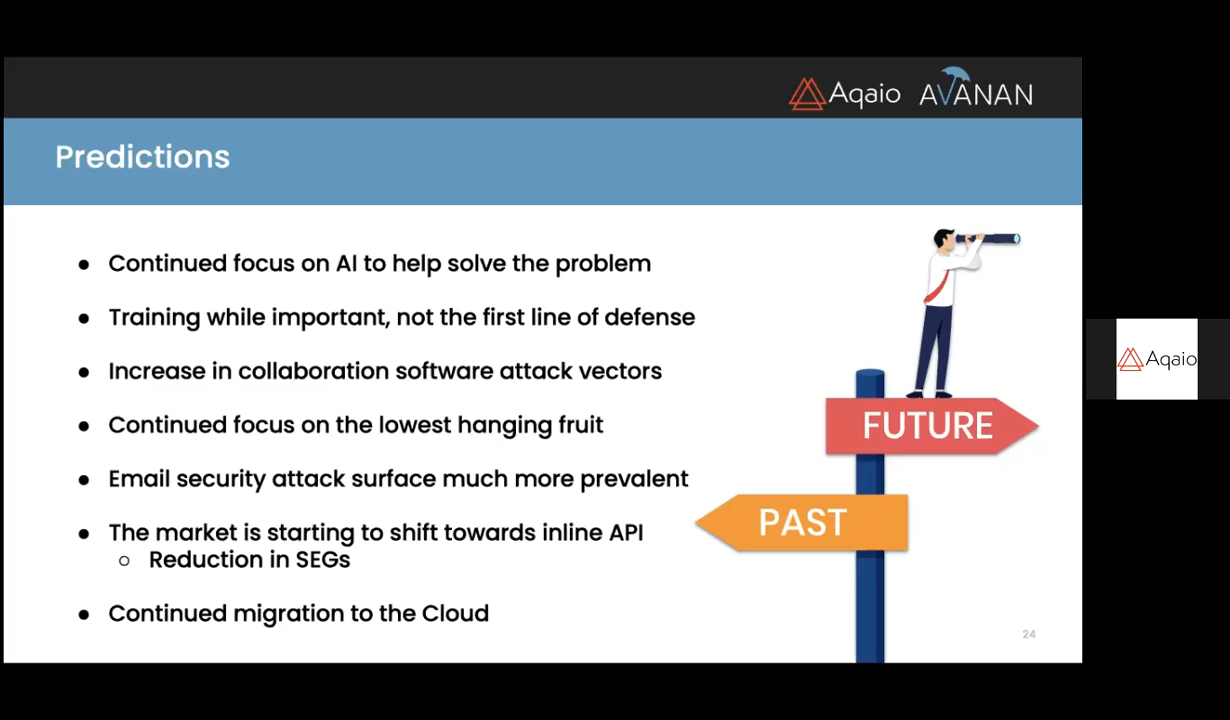 Aqaio AVANAN
Predictions
● Continued focus on AI to help solve the problem
● Training while important, not the first line of defense
● Increase in collaboration software attack vectors
● Continued focus on the lowest hanging fruit
● Email security attack surface much more prevalent
● The market is starting to shift towards inline API
○ Reduction in SEGs
● Continued migration to the Cloud
FUTURE
PAST
24
Aqaio